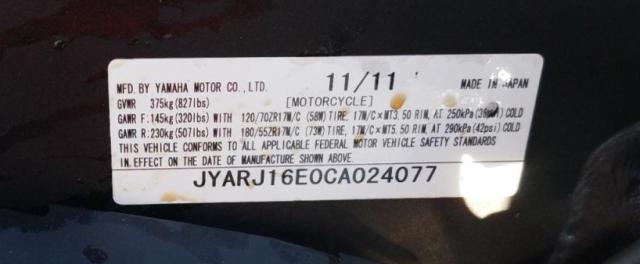 MFD. BY YAMAHA MOTOR CO., LTD. 11/11 MADE IN JAPAN
GVWR 375kg(827lbs) [MOTORCYCLE]
GAWR F:145kg(320lbs)WITH 120/70ZR17M/C (58W) TIRE, 17M/C×MT3.50 RIM, AT 250kPa(36psi)COLD
GAWR R:230kg(507lbs)WITH 180/55ZR17M/C (73W)TIRE, 17M/C×MT5.50 RIM, AT 290kPa(42psi)COLD
THIS VEHICLE CONFORMS TO ALL APPLICABLE FEDERAL MOTOR VEHICLE SAFETY STANDARDS
IN EFFECT ON THE DATE OF MANUFACTURE SHOWN ABOVE.
JYARJ16E0CA024077